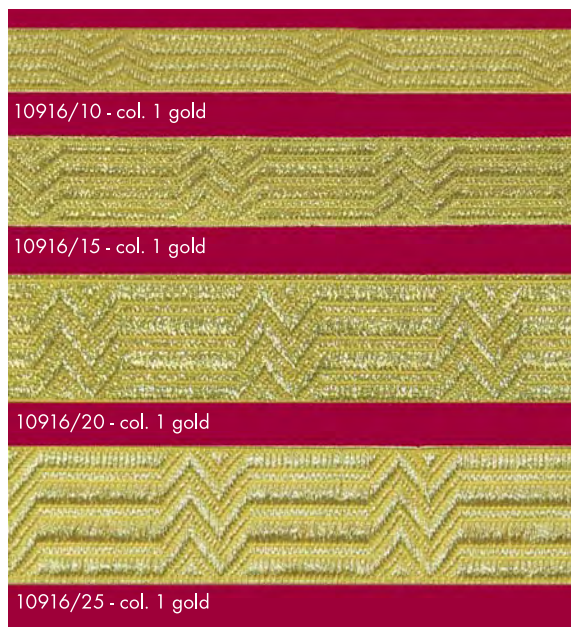 10916/10 - col. 1 gold
10916/15 - col. 1 gold
10916/20 - col. 1 gold
10916/25 - col. 1 gold